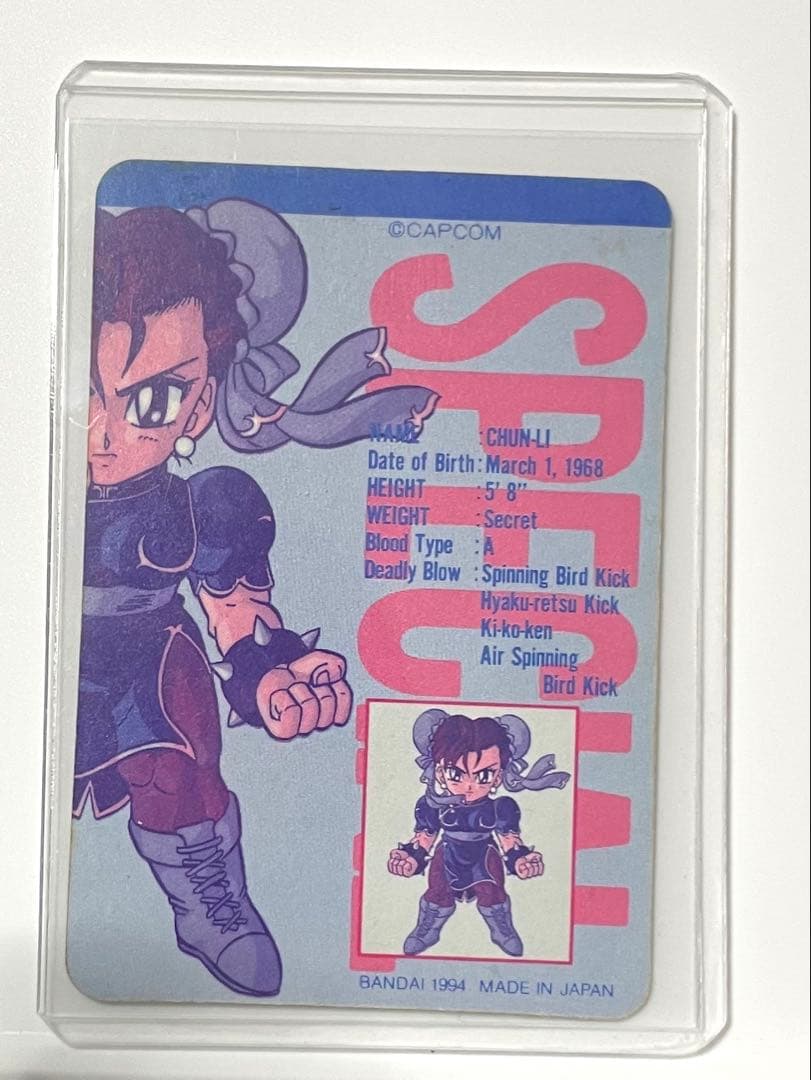 ©CAPCOM
SPECIAL
NAME :CHUN-LI
Date of Birth:March 1, 1968
HEIGHT :5' 8"
WEIGHT :Secret
Blood Type :A
Deadly Blow :Spinning Bird Kick
Hyaku-retsu Kick
Ki-ko-ken
Air Spinning
Bird Kick
BANDAI 1994 MADE IN JAPAN